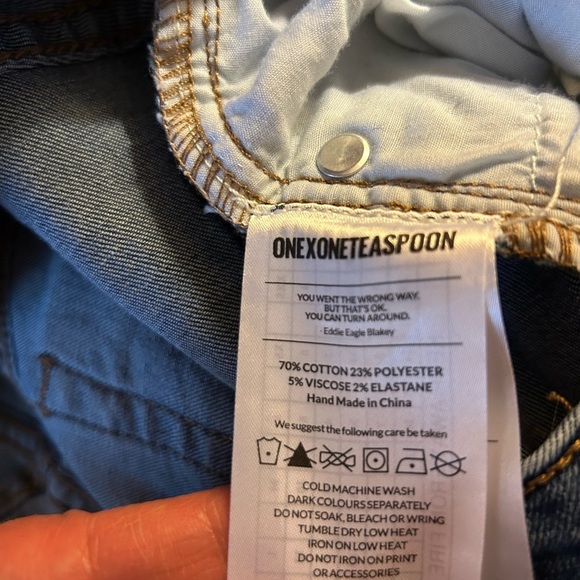 ONEXONETEASPOON
YOU WENT THE WRONG WAY.
BUT THAT'S OK.
YOU CAN TURN AROUND.
- Eddie Eagle Blakey
70% COTTON 23% POLYESTER
5% VISCOSE 2% ELASTANE
Hand Made in China
We suggest the following care be taken
COLD MACHINE WASH
DARK COLOURS SEPARATELY
DO NOT SOAK, BLEACH OR WRING
TUMBLE DRY LOW HEAT
IRON ON LOW HEAT
DO NOT IRON ON PRINT
OR ACCESSORIES